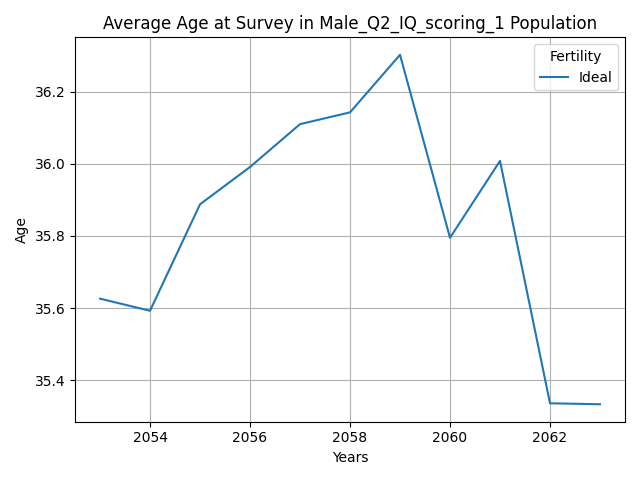 Average Age at Survey in Male_Q2_IQ_scoring_1 Population
Fertility
Ideal
36.2
36.0
35.8
35.6
35.4
Age
2054 2056 2058 2060 2062
Years